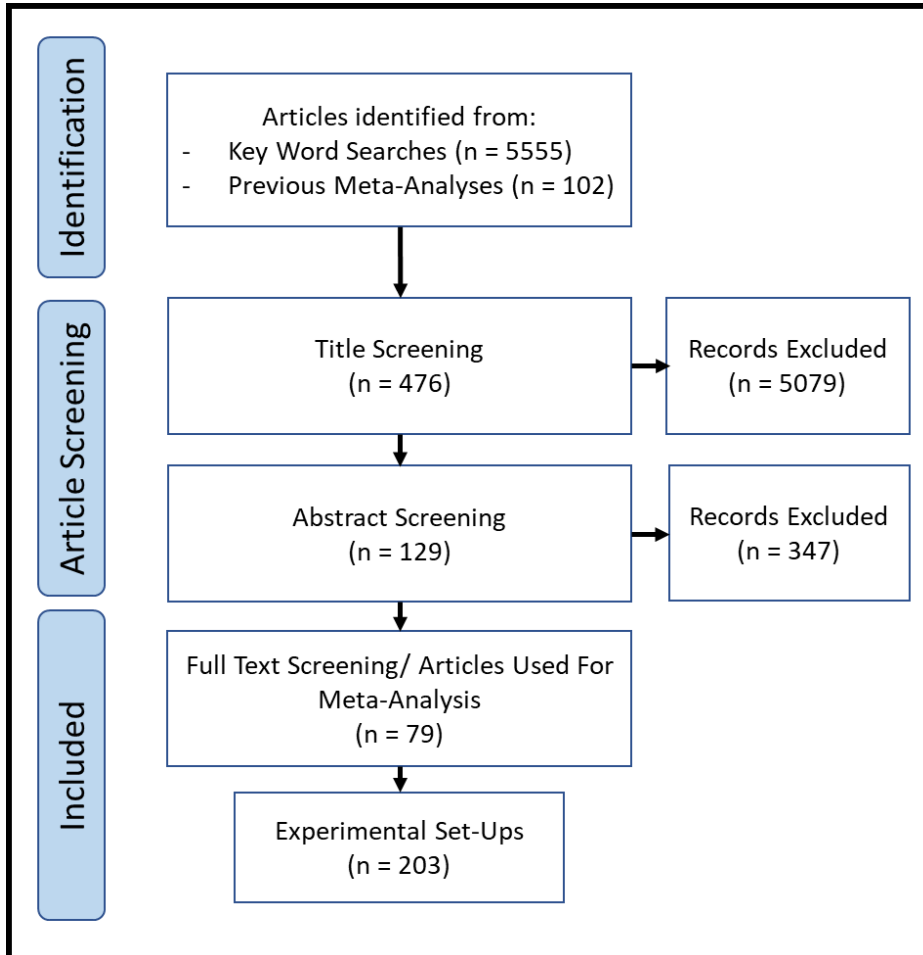 Identification
Articles identified from:
- Key Word Searches (n = 5555)
- Previous Meta-Analyses (n = 102)
Article Screening
Title Screening
(n = 476)
Records Excluded
(n = 5079)
Abstract Screening
(n = 129)
Records Excluded
(n = 347)
Included
Full Text Screening/ Articles Used For
Meta-Analysis
(n = 79)
Experimental Set-Ups
(n = 203)